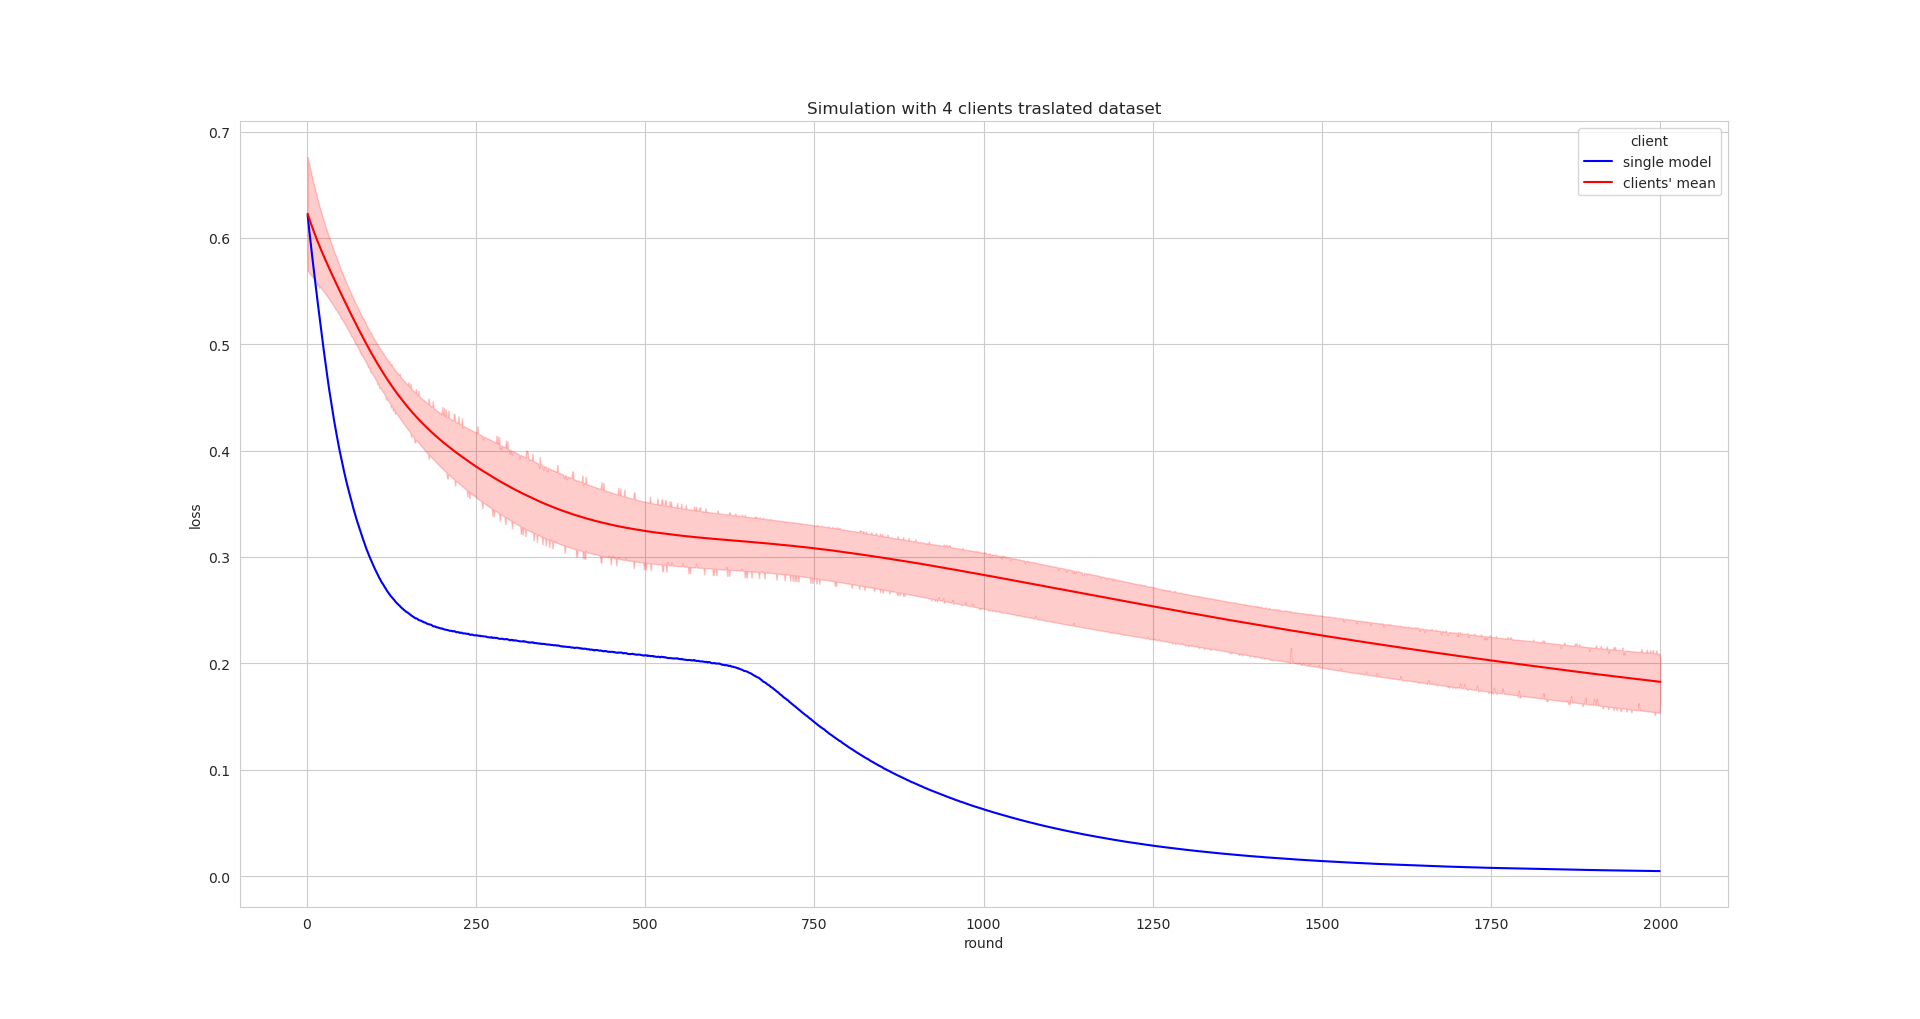 Simulation with 4 clients traslated dataset
client
single model
clients' mean
loss
0.7
0.6
0.5
0.4
0.3
0.2
0.1
0.0
0 250 500 750 1000 1250 1500 1750 2000
round